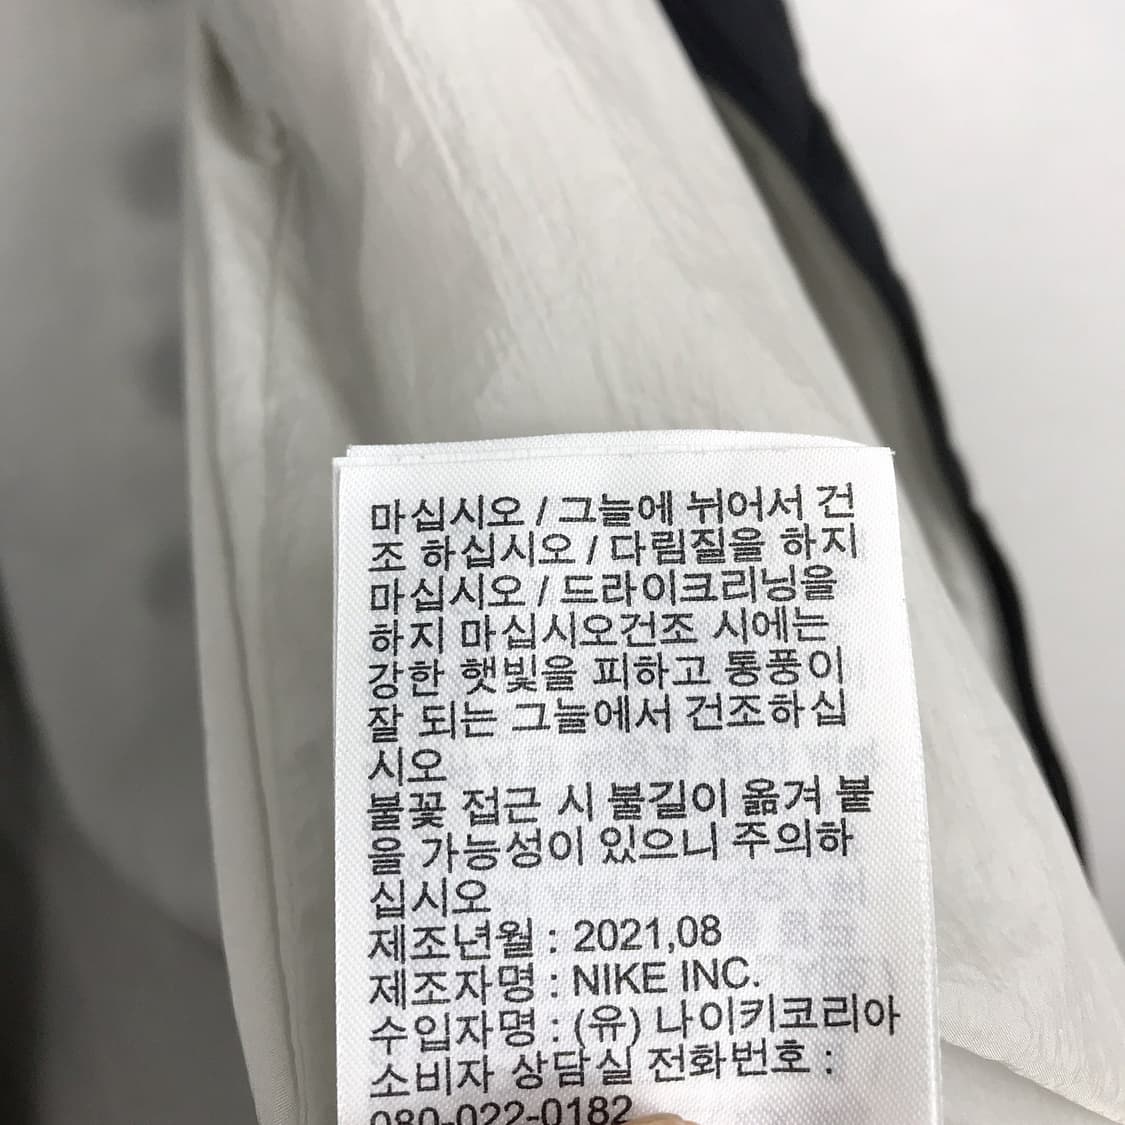 마십시오 / 그늘에 뉘어서 건
조 하십시오 / 다림질을 하지
마십시오 / 드라이크리닝을
하지 마십시오건조 시에는
강한 햇빛을 피하고 통풍이
잘 되는 그늘에서 건조하십
시오
불꽃 접근 시 불길이 옮겨 붙
을 가능성이 있으니 주의하
십시오
제조년월 : 2021,08
제조자명 : NIKE INC.
수입자명 : (유) 나이키코리아
소비자 상담실 전화번호 :
080-022-0182